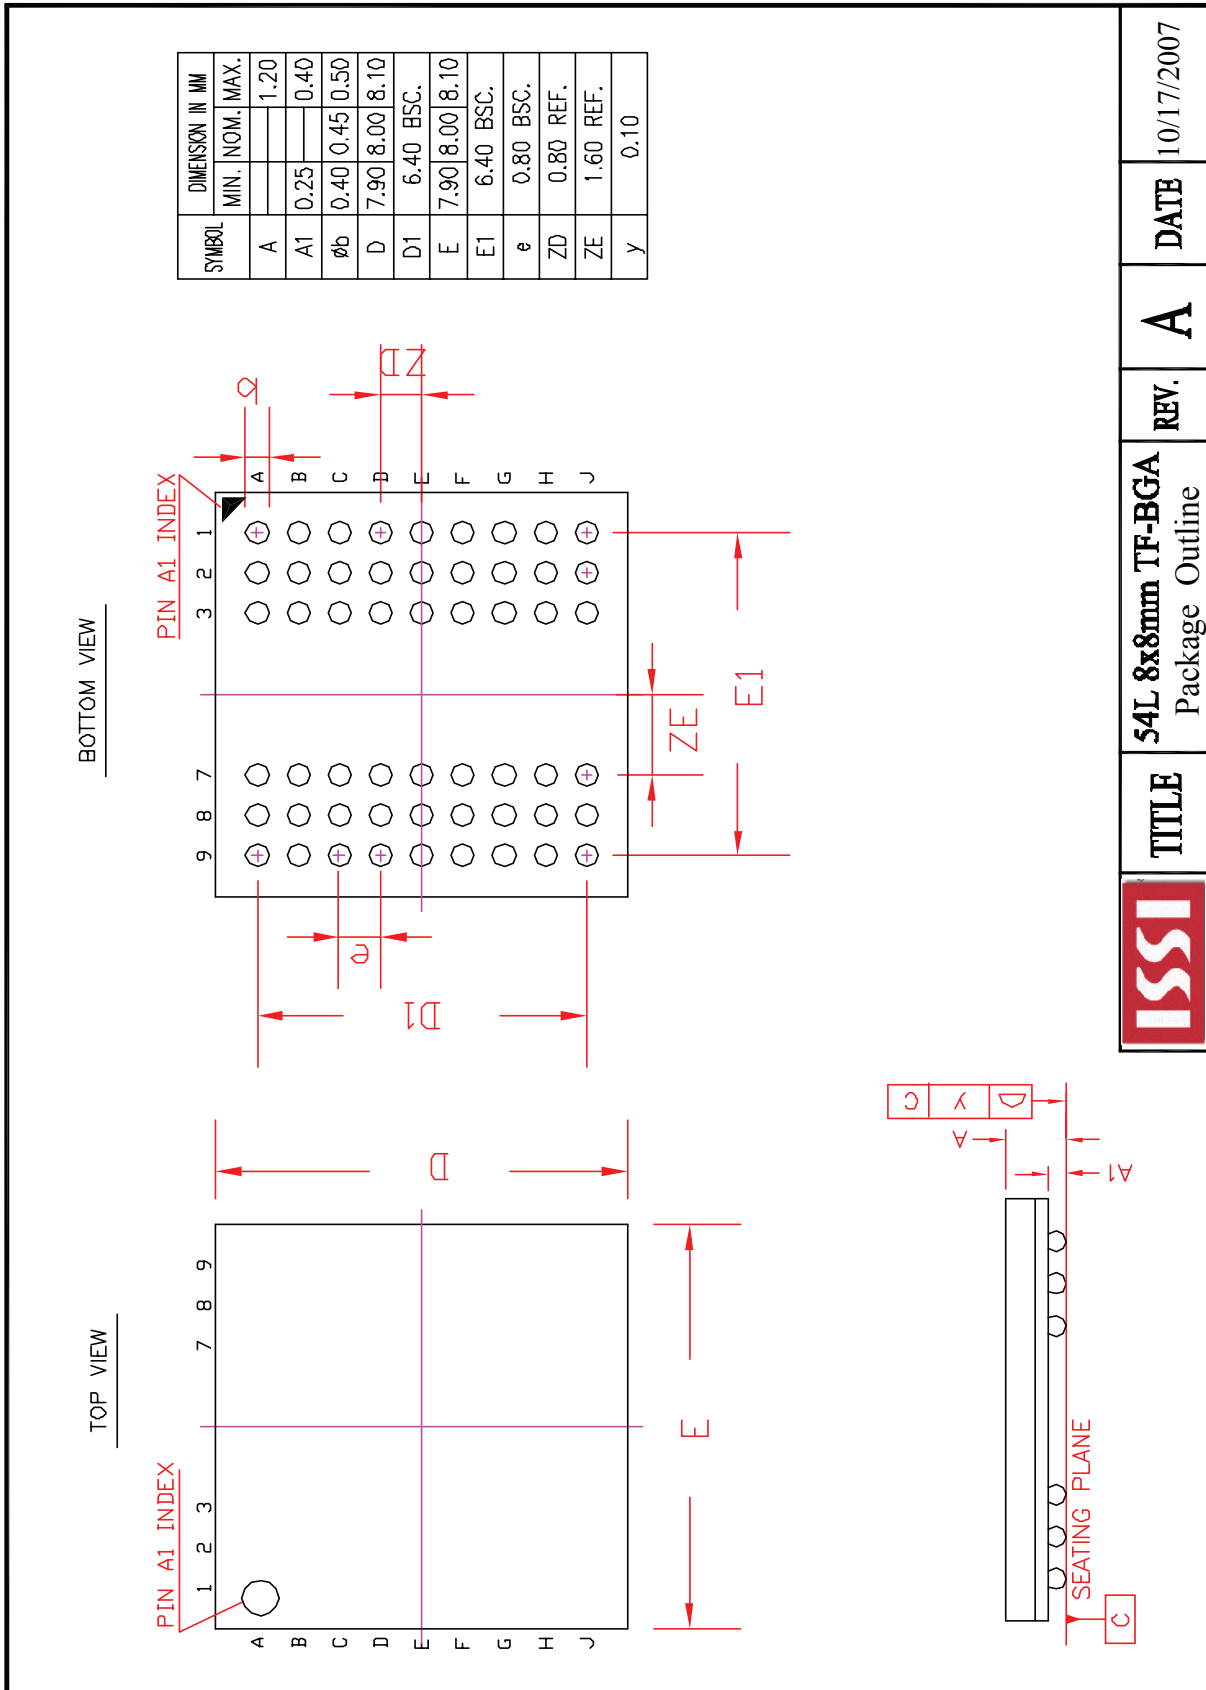 TOP VIEW
PIN A1 INDEX
1 2 3 7 8 9
A
B
C
D
E
F
G
H
J
D
E
BOTTOM VIEW
PIN A1 INDEX
9 8 7 3 2 1
A
B
C
D
E
F
G
H
J
b
ZD
e
D1
ZE
E1
SYMBOL DIMENSION IN MM
MIN. NOM. MAX.
A 1.20
A1 0.25 0.40
øb 0.40 0.45 0.50
D 7.90 8.00 8.10
D1 6.40 BSC.
E 7.90 8.00 8.10
E1 6.40 BSC.
e 0.80 BSC.
ZD 0.80 REF.
ZE 1.60 REF.
y 0.10
C y
A
A1
SEATING PLANE
C
ISSI
TITLE
54L 8x8mm TF-BGA
Package Outline
REV.
A
DATE
10/17/2007